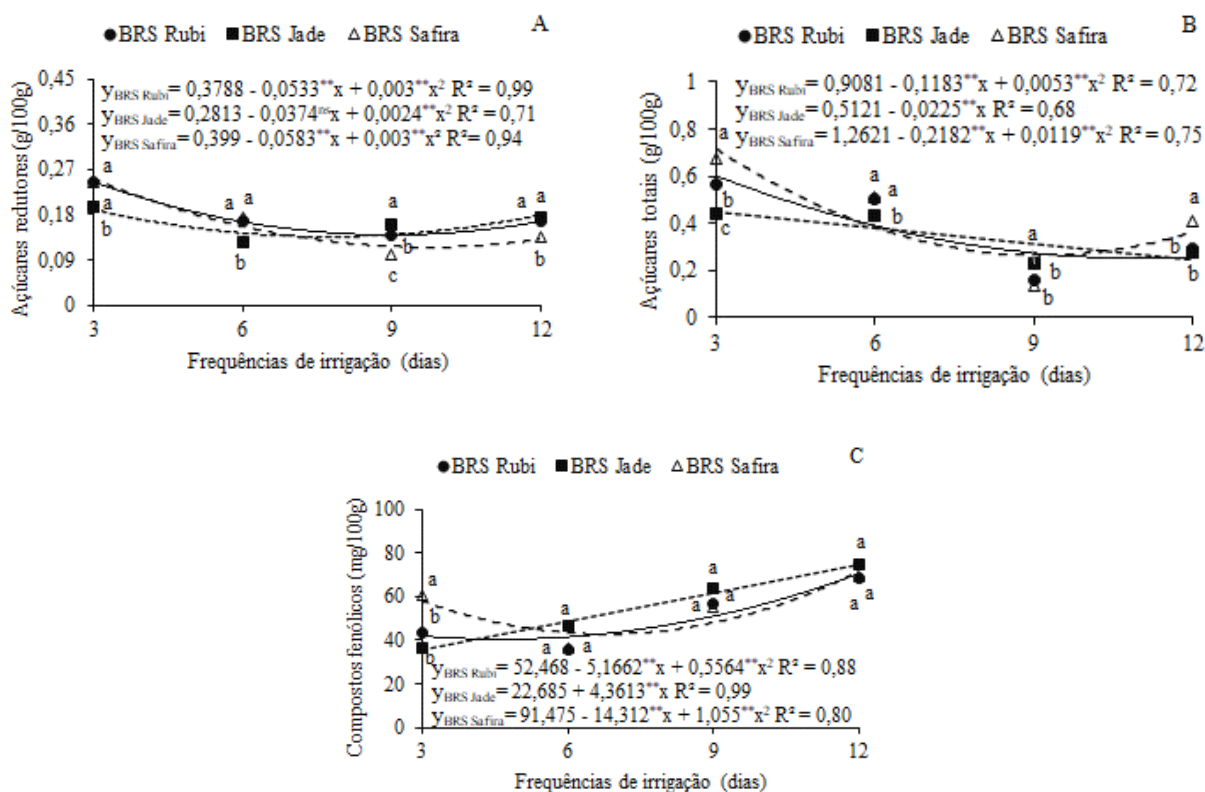 A
●BRS Rubi ■BRS Jade △BRS Safira
Açúcares redutores (g/100g)
0,45
0,36
0,27
0,18
0,09
0
y BRS Rubi= 0,3788 - 0,0533**x + 0,003**x² R² = 0,99
y BRS Jade= 0,2813 - 0,0374ⁿˢx + 0,0024**x² R² = 0,71
y BRS Safira= 0,399 - 0,0583**x + 0,003**x² R² = 0,94
a
a
b
a a
b
a
b
c
a
a
b
3 6 9 12
Frequências de irrigação (dias)
B
●BRS Rubi ■BRS Jade △BRS Safira
Açúcares totais (g/100g)
1
0,8
0,6
0,4
0,2
0
y BRS Rubi= 0,9081 - 0,1183**x + 0,0053**x² R² = 0,72
y BRS Jade= 0,5121 - 0,0225**x R² = 0,68
y BRS Safira= 1,2621 - 0,2182**x + 0,0119**x² R² = 0,75
a
b
c
a
a
b
a
b
b
a
b
b
3 6 9 12
Frequências de irrigação (dias)
C
●BRS Rubi ■BRS Jade △BRS Safira
Compostos fenólicos (mg/100g)
100
80
60
40
20
0
a
b
b
a
a a
a
a a
a
a a
y BRS Rubi= 52,468 - 5,1662**x + 0,5564**x² R² = 0,88
y BRS Jade= 22,685 + 4,3613**x R² = 0,99
y BRS Safira= 91,475 - 14,312**x + 1,055**x² R² = 0,80
3 6 9 12
Frequências de irrigação (dias)